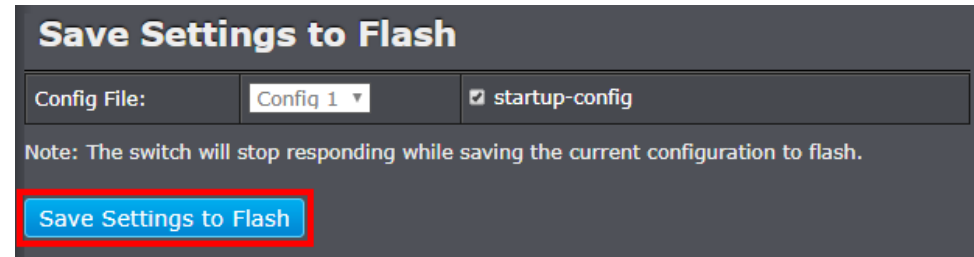 Save Settings to Flash
Config File: Config 1 startup-config
Note: The switch will stop responding while saving the current configuration to flash.
Save Settings to Flash